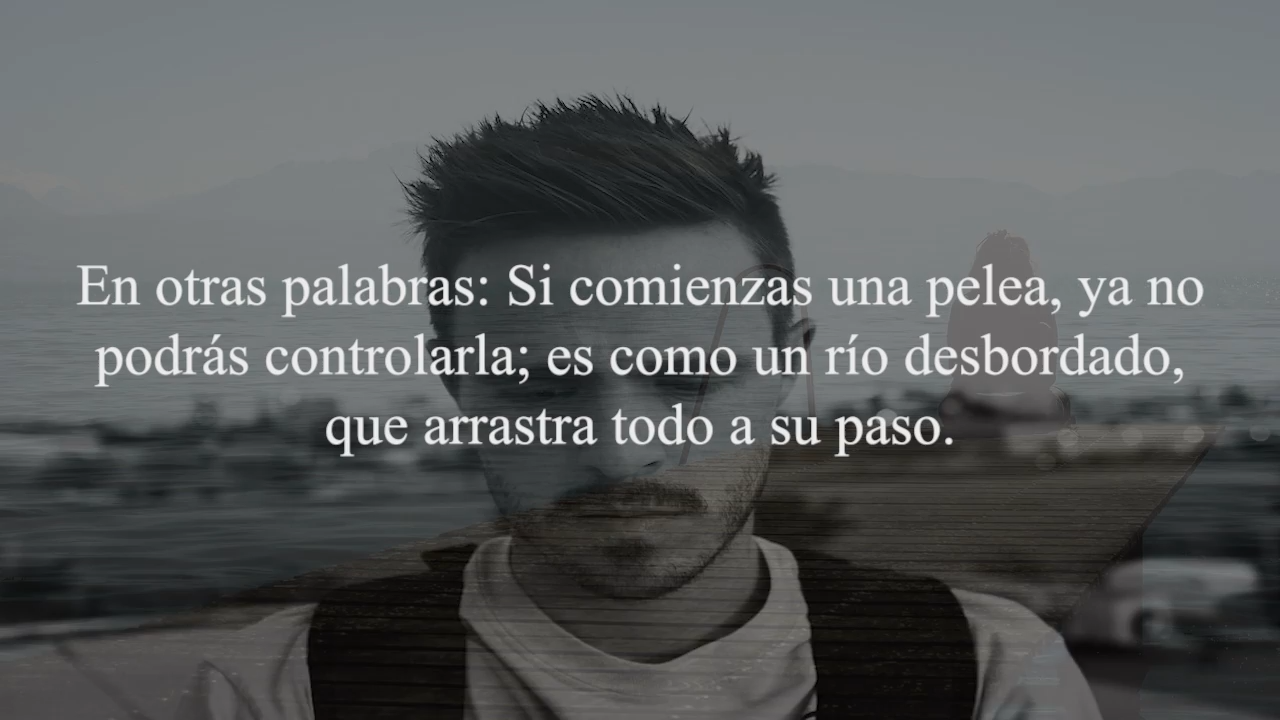 En otras palabras: Si comienzas una pelea, ya no
podrás controlarla; es como un río desbordado,
que arrastra todo a su paso.